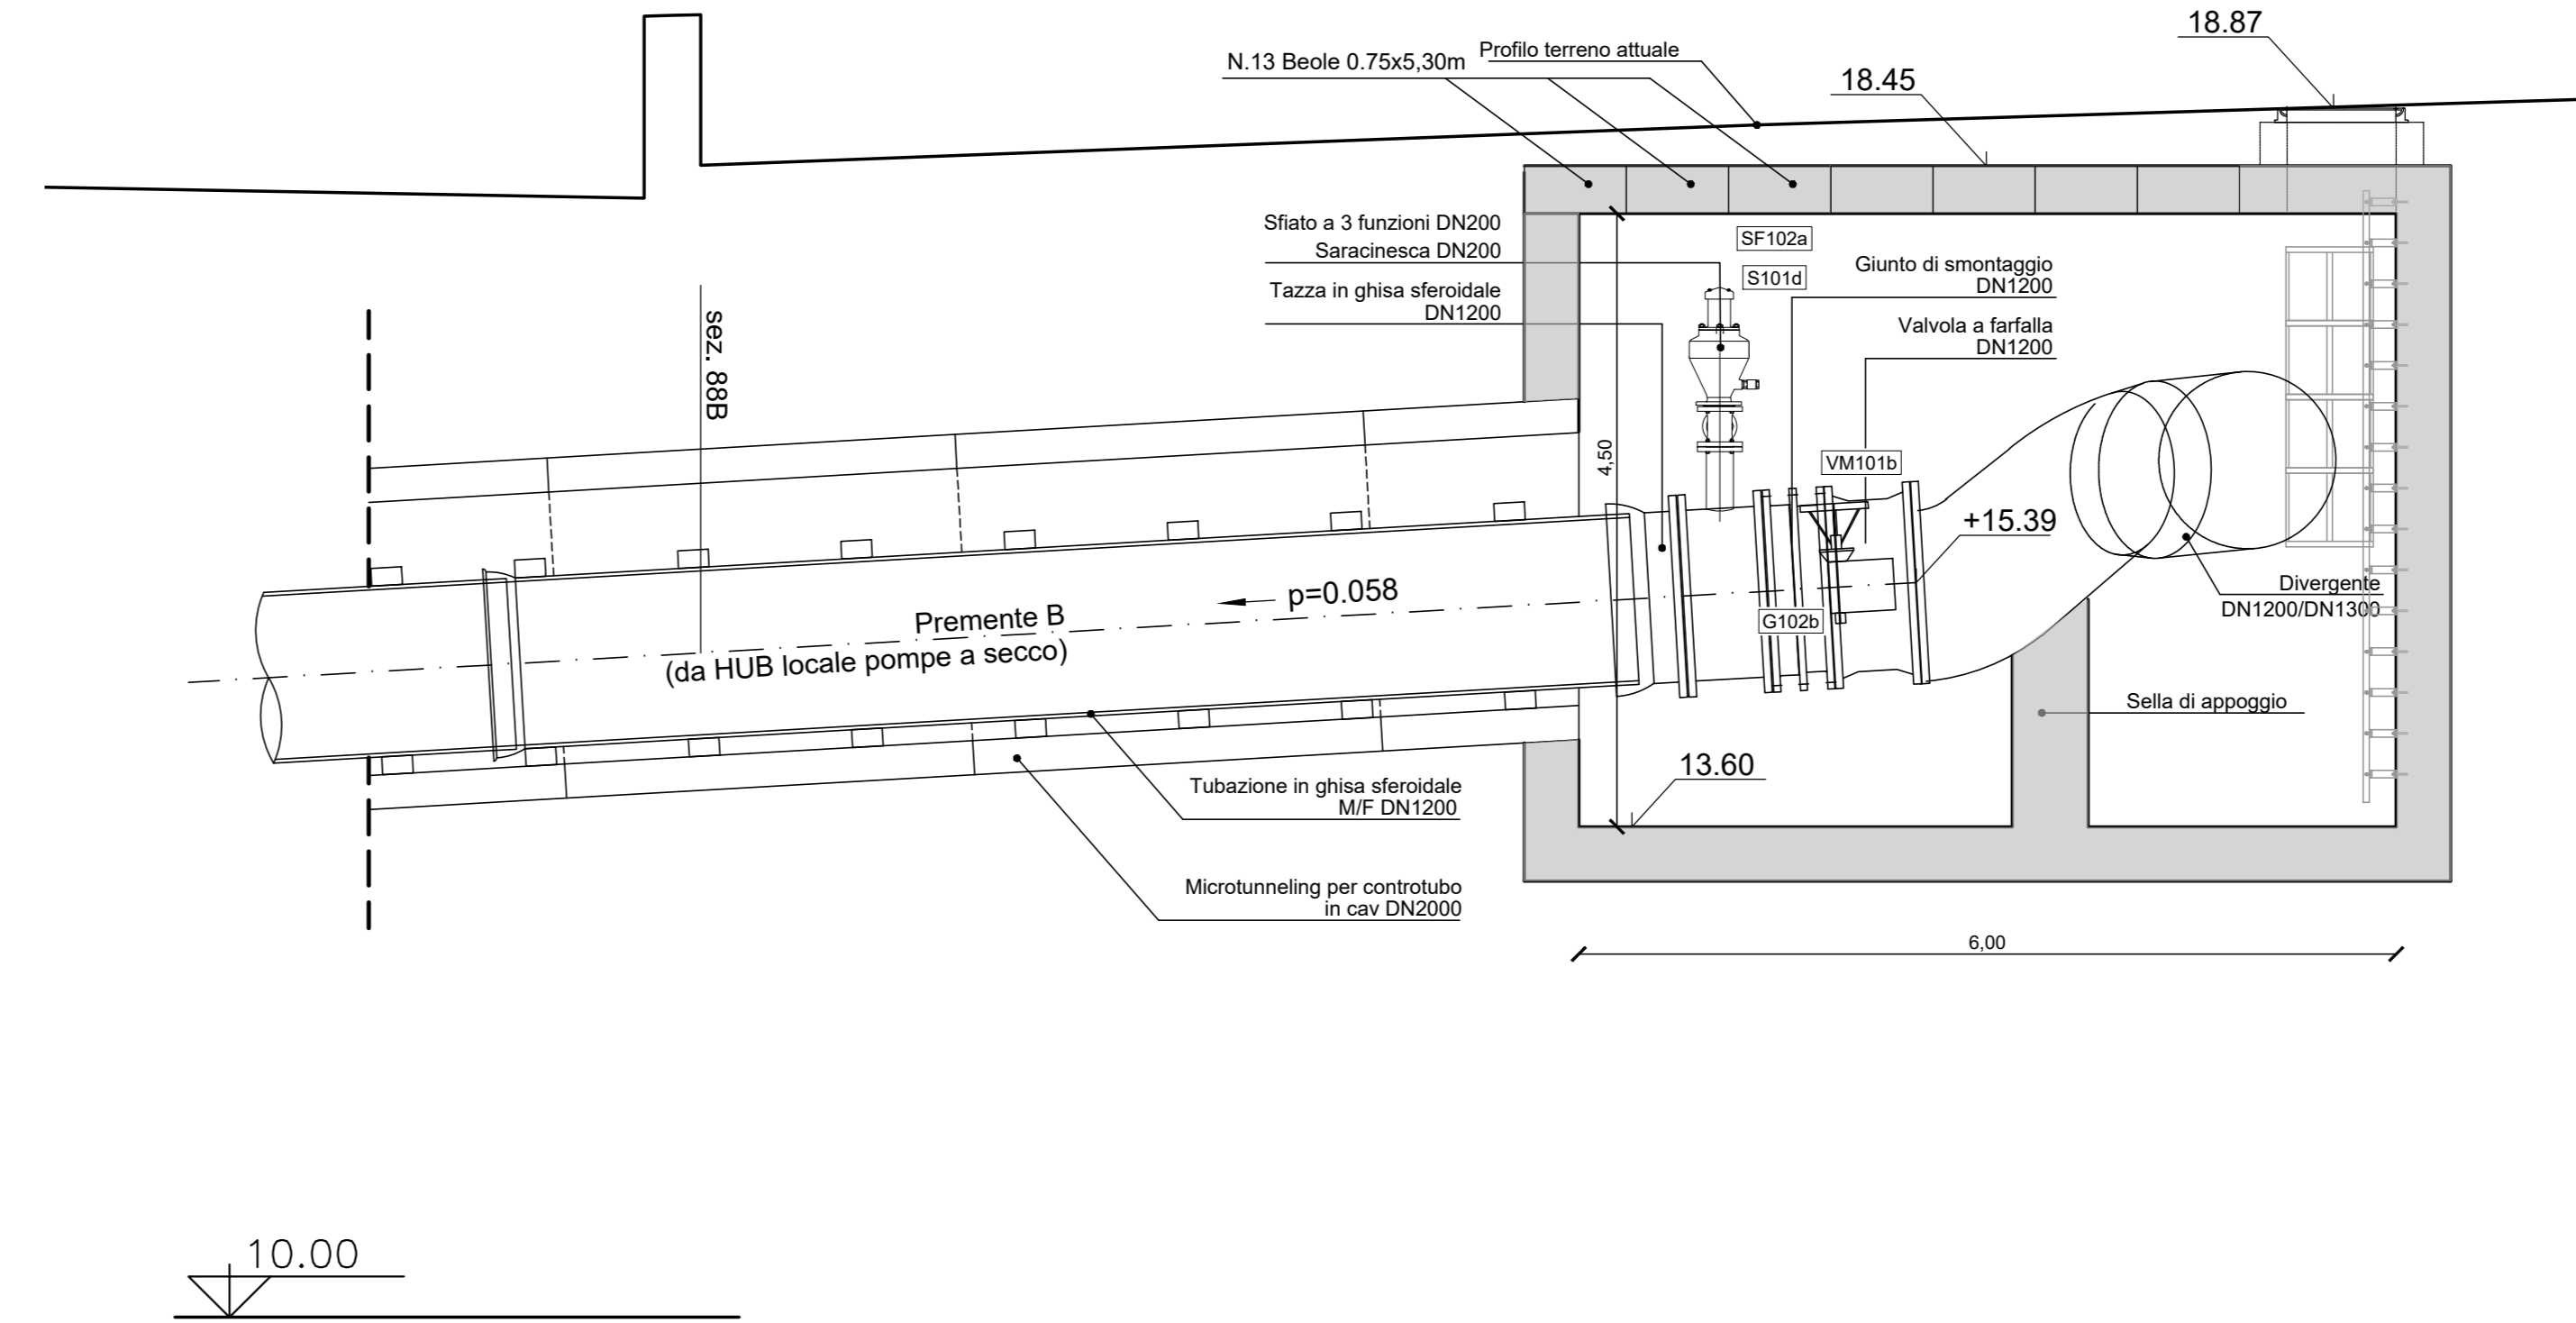 18.87
Profilo terreno attuale
N.13 Beole 0.75x5,30m
18.45
Sfiato a 3 funzioni DN200
Saracinesca DN200
SF102a
S101d
Giunto di smontaggio
DN1200
Tazza in ghisa sferoidale
DN1200
Valvola a farfalla
DN1200
sez. 88B
4,50
VM101b
+15.39
p=0.058
Premente B
(da HUB locale pompe a secco)
G102b
Divergente
DN1200/DN1300
Sella di appoggio
13.60
Tubazione in ghisa sferoidale
M/F DN1200
Microtunneling per controtubo
in cav DN2000
6,00
10.00